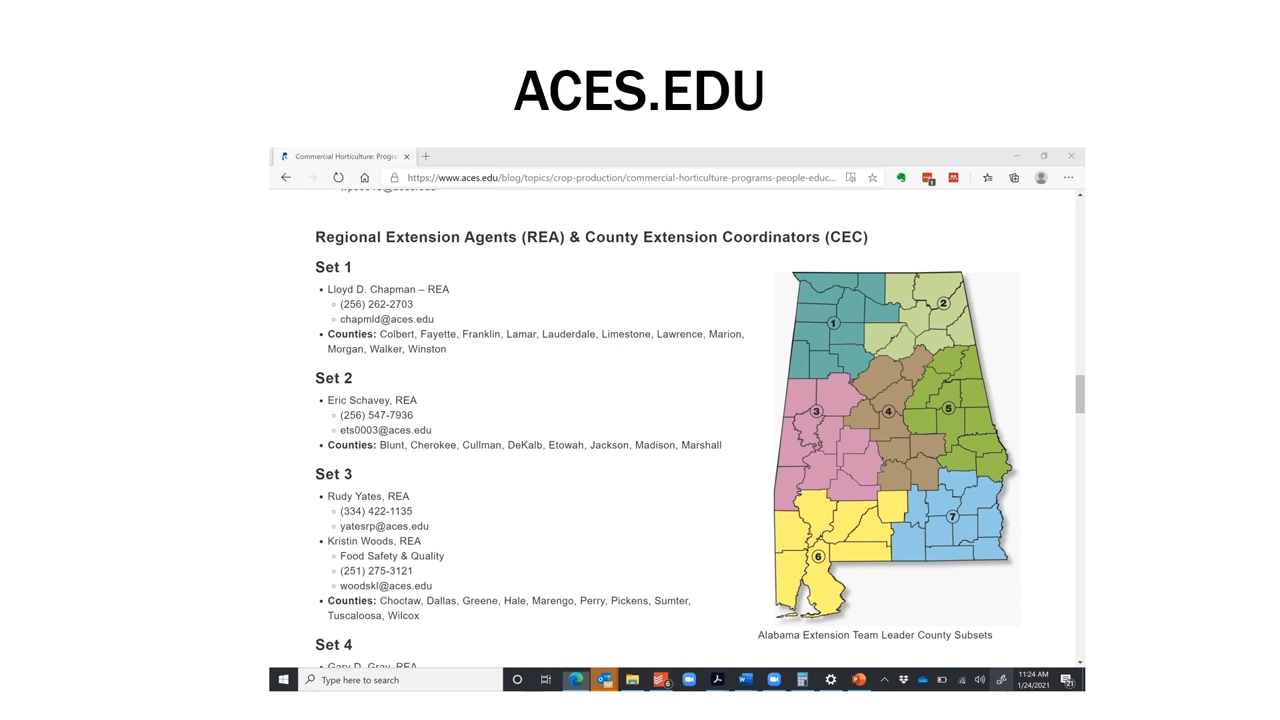 ACES.EDU
Commercial Horticulture: Progra
https://www.aces.edu/blog/topics/crop-production/commercial-horticulture-programs-people-educ...
1
Regional Extension Agents (REA) & County Extension Coordinators (CEC)
Set 1
Lloyd D. Chapman – REA
(256) 262-2703
chapmld@aces.edu
Counties: Colbert, Fayette, Franklin, Lamar, Lauderdale, Limestone, Lawrence, Marion,
Morgan, Walker, Winston
Set 2
Eric Schavey, REA
(256) 547-7936
ets0003@aces.edu
Counties: Blunt, Cherokee, Cullman, DeKalb, Etowah, Jackson, Madison, Marshall
Set 3
Rudy Yates, REA
(334) 422-1135
yatesrp@aces.edu
Kristin Woods, REA
Food Safety & Quality
(251) 275-3121
woodskl@aces.edu
Counties: Choctaw, Dallas, Greene, Hale, Marengo, Perry, Pickens, Sumter,
Tuscaloosa, Wilcox
Set 4
Gary D. Gray, REA
1
2
3
4
5
6
7
Alabama Extension Team Leader County Subsets
Type here to search
6
11:24 AM
1/24/2021
21